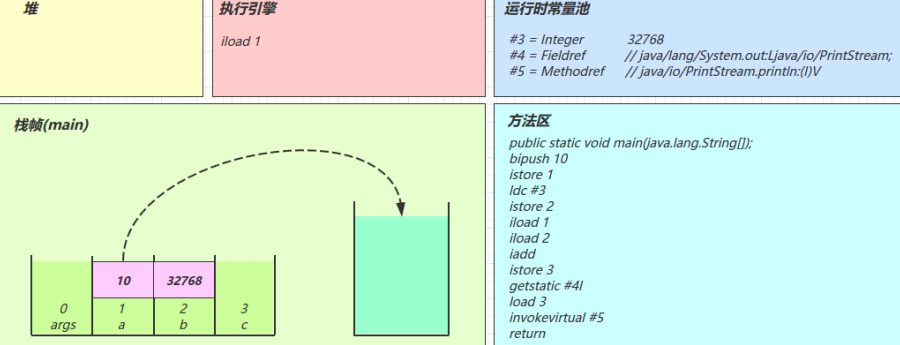 堆
执行引擎
iload 1
运行时常量池
#3 = Integer 32768
#4 = Fieldref // java/lang/System.out:Ljava/io/PrintStream;
#5 = Methodref // java/io/PrintStream.println:(I)V
栈帧(main)
10 32768
0 1 2 3
args a b c
方法区
public static void main(java.lang.String[]);
bipush 10
istore 1
ldc #3
istore 2
iload 1
iload 2
iadd
istore 3
getstatic #4I
load 3
invokevirtual #5
return